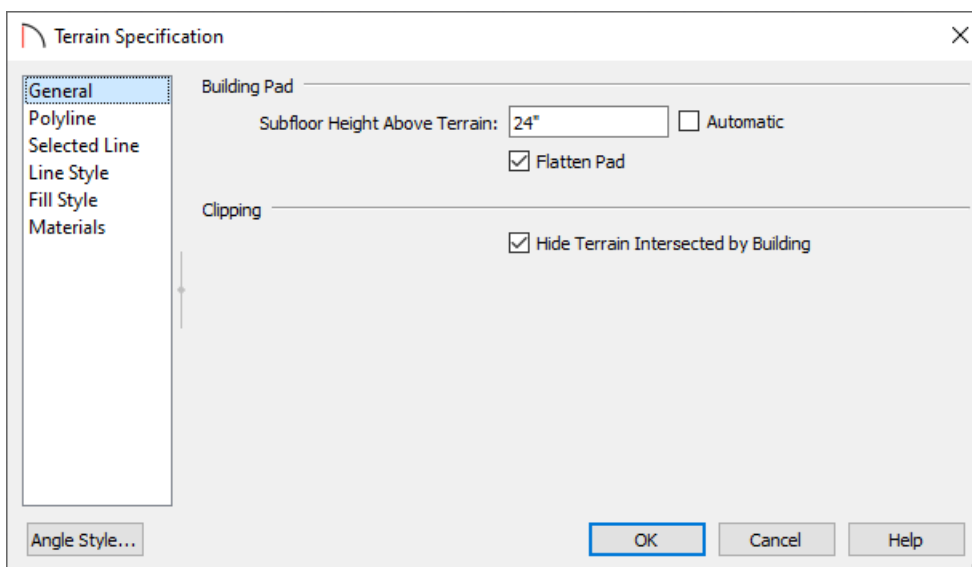 Terrain Specification
General
Polyline
Selected Line
Line Style
Fill Style
Materials
Building Pad
Subfloor Height Above Terrain: 24" Automatic
Flatten Pad
Clipping
Hide Terrain Intersected by Building
Angle Style... OK Cancel Help